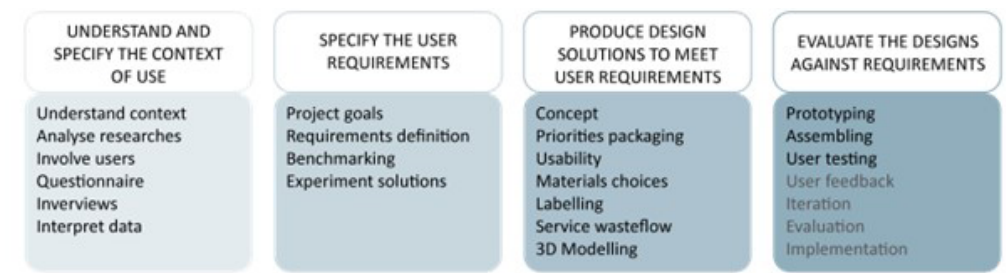 UNDERSTAND AND
SPECIFY THE CONTEXT
OF USE
Understand context
Analyse researches
Involve users
Questionnaire
Inverviews
Interpret data
SPECIFY THE USER
REQUIREMENTS
Project goals
Requirements definition
Benchmarking
Experiment solutions
PRODUCE DESIGN
SOLUTIONS TO MEET
USER REQUIREMENTS
Concept
Priorities packaging
Usability
Materials choices
Labelling
Service wasteflow
3D Modelling
EVALUATE THE DESIGNS
AGAINST REQUIREMENTS
Prototyping
Assembling
User testing
User feedback
Iteration
Evaluation
Implementation